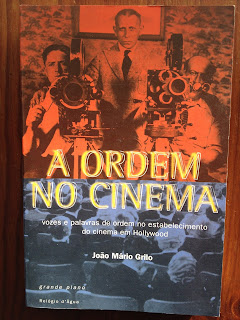 A ORDEM
NO CINEMA
vozes e palavras de ordem no estabelecimento
do cinema em Hollywood
João Mário Grilo
grande plano
Relógio d'Água